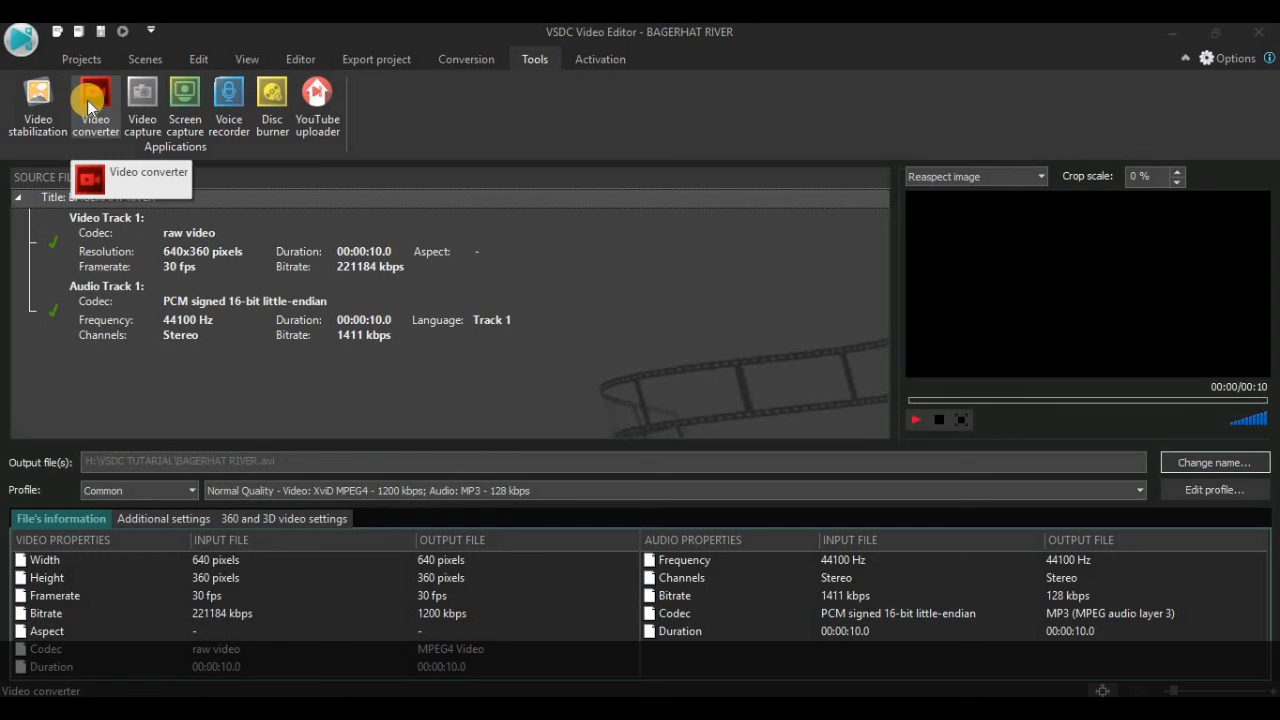 VSDC Video Editor - BAGERHAT RIVER
Projects Scenes Edit View Editor Export project Conversion Tools Activation Options
Video stabilization
Video converter
Video capture
Screen capture
Voice recorder
Disc burner
YouTube uploader
Applications
Video converter
SOURCE FIL
Reaspect image Crop scale: 0 %
Title: BAGERHAT RIVER
Video Track 1:
Codec: raw video
Resolution: 640x360 pixels Duration: 00:00:10.0 Aspect: -
Framerate: 30 fps Bitrate: 221184 kbps
Audio Track 1:
Codec: PCM signed 16-bit little-endian
Frequency: 44100 Hz Duration: 00:00:10.0 Language: Track 1
Channels: Stereo Bitrate: 1411 kbps
00:00/00:10
Output file(s): H:\VSDC TUTORIAL\BAGERHAT RIVER.avi Change name...
Profile: Common Normal Quality - Video: XviD MPEG4 - 1200 kbps; Audio: MP3 - 128 kbps Edit profile...
File's information Additional settings 360 and 3D video settings
VIDEO PROPERTIES INPUT FILE OUTPUT FILE AUDIO PROPERTIES INPUT FILE OUTPUT FILE
Width 640 pixels 640 pixels Frequency 44100 Hz 44100 Hz
Height 360 pixels 360 pixels Channels Stereo Stereo
Framerate 30 fps 30 fps Bitrate 1411 kbps 128 kbps
Bitrate 221184 kbps 1200 kbps Codec PCM signed 16-bit little-endian MP3 (MPEG audio layer 3)
Aspect - - Duration 00:00:10.0 00:00:10.0
Codec raw video MPEG4 Video
Duration 00:00:10.0 00:00:10.0
Video converter